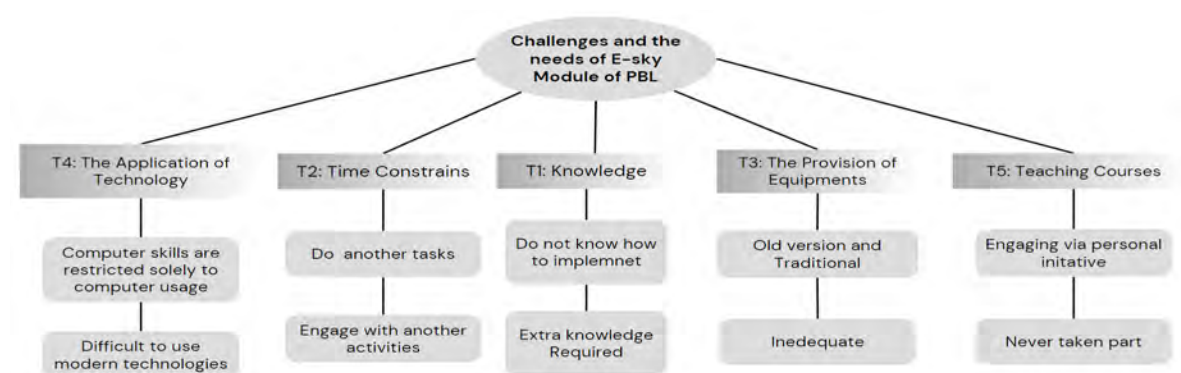 Challenges and the
needs of E-sky
Module of PBL
T4: The Application of
Technology
T2: Time Constrains
T1: Knowledge
T3: The Provision of
Equipments
T5: Teaching Courses
Computer skills are
restricted solely to
computer usage
Do another tasks
Do not know how
to implemnet
Old version and
Traditional
Engaging via personal
initative
Difficult to use
modern technologies
Engage with another
activities
Extra knowledge
Required
Inedequate
Never taken part